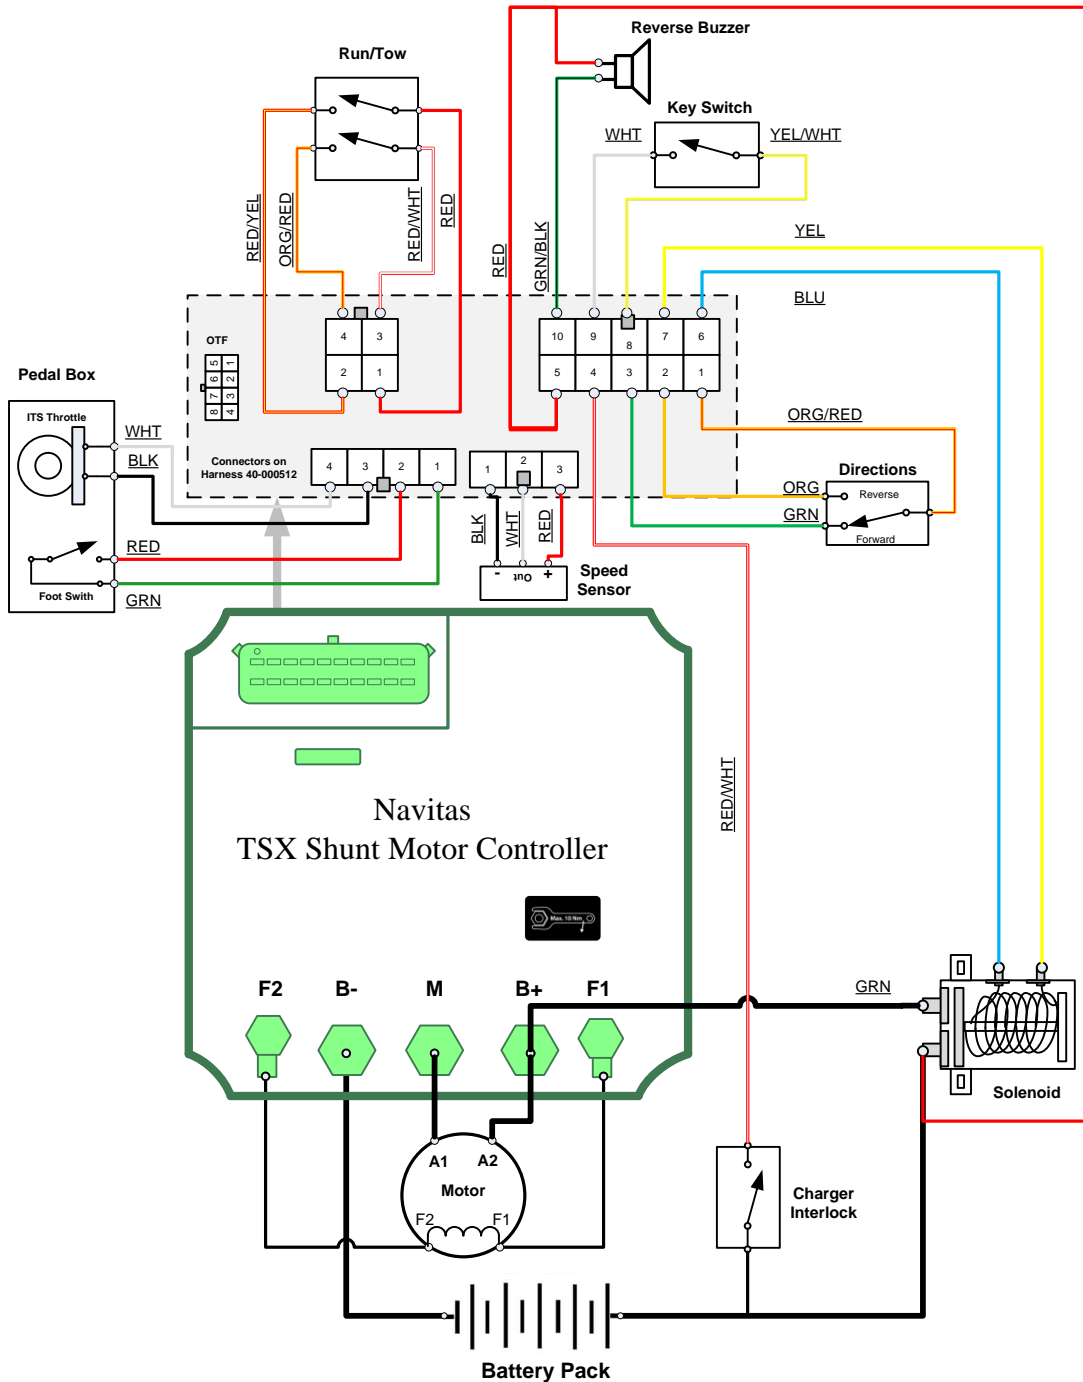 Reverse Buzzer
Run/Tow
Key Switch
WHT
YEL/WHT
RED/YEL
ORG/RED
RED/WHT
RED
RED
GRN/BLK
YEL
BLU
OTF
5 1
6 2
7 3
8 4
4 3
2 1
10 9 8 7 6
5 4 3 2 1
Pedal Box
ITS Throttle
WHT
BLK
Connectors on
Harness 40-000512
4 3 2 1
1 2 3
ORG/RED
Directions
ORG
Reverse
GRN
Forward
BLK
WHT
RED
RED
Foot Swith
GRN
- Out +
Speed
Sensor
RED/WHT
Navitas
TSX Shunt Motor Controller
Max. 10 Nm
F2 B- M B+ F1
GRN
Solenoid
A1 A2
Motor
F2 F1
Charger
Interlock
Battery Pack